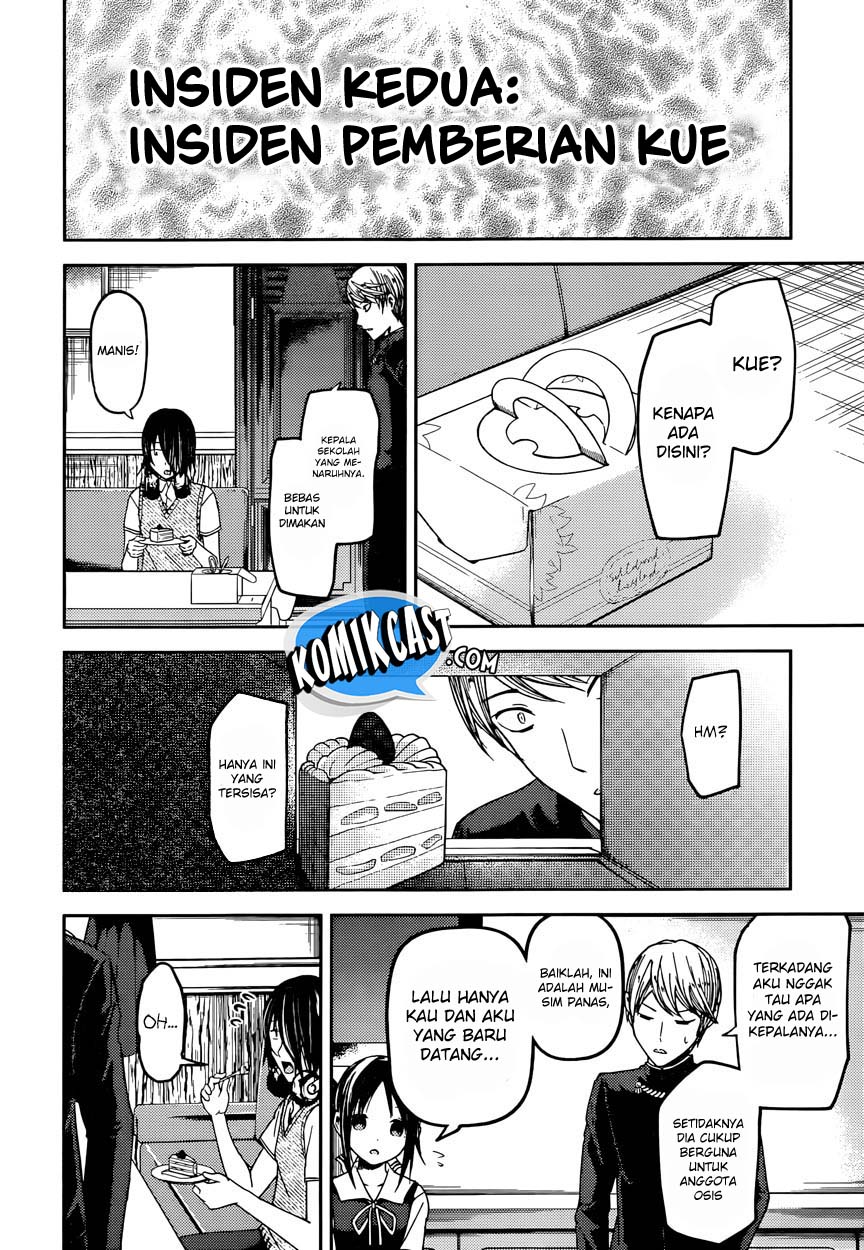 INSIDEN KEDUA:
INSIDEN PEMBERIAN KUE
KUE?
KENAPA
ADA
DISINI?
MANIS!
KEPALA
SEKOLAH
YANG ME-
NARUHNYA.
BEBAS
UNTUK
DIMAKAN
KOMIKCAST
.COM
HM?
HANYA INI
YANG
TERSISA?
TERKADANG
AKU NGGAK
TAU APA
YANG ADA DI-
KEPALANYA...
SETIDAKNYA
DIA CUKUP
BERGUNA
UNTUK
ANGGOTA
OSIS
BAIKLAH, INI
ADALAH MU-
SIM PANAS,
LALU HANYA
KAU DAN AKU
YANG BARU
DATANG...
OH...